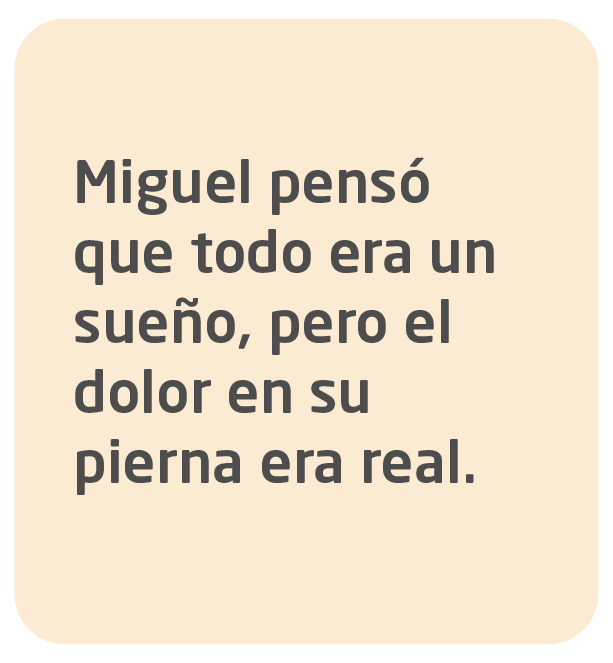 Miguel pensó
que todo era un
sueño, pero el
dolor en su
pierna era real.